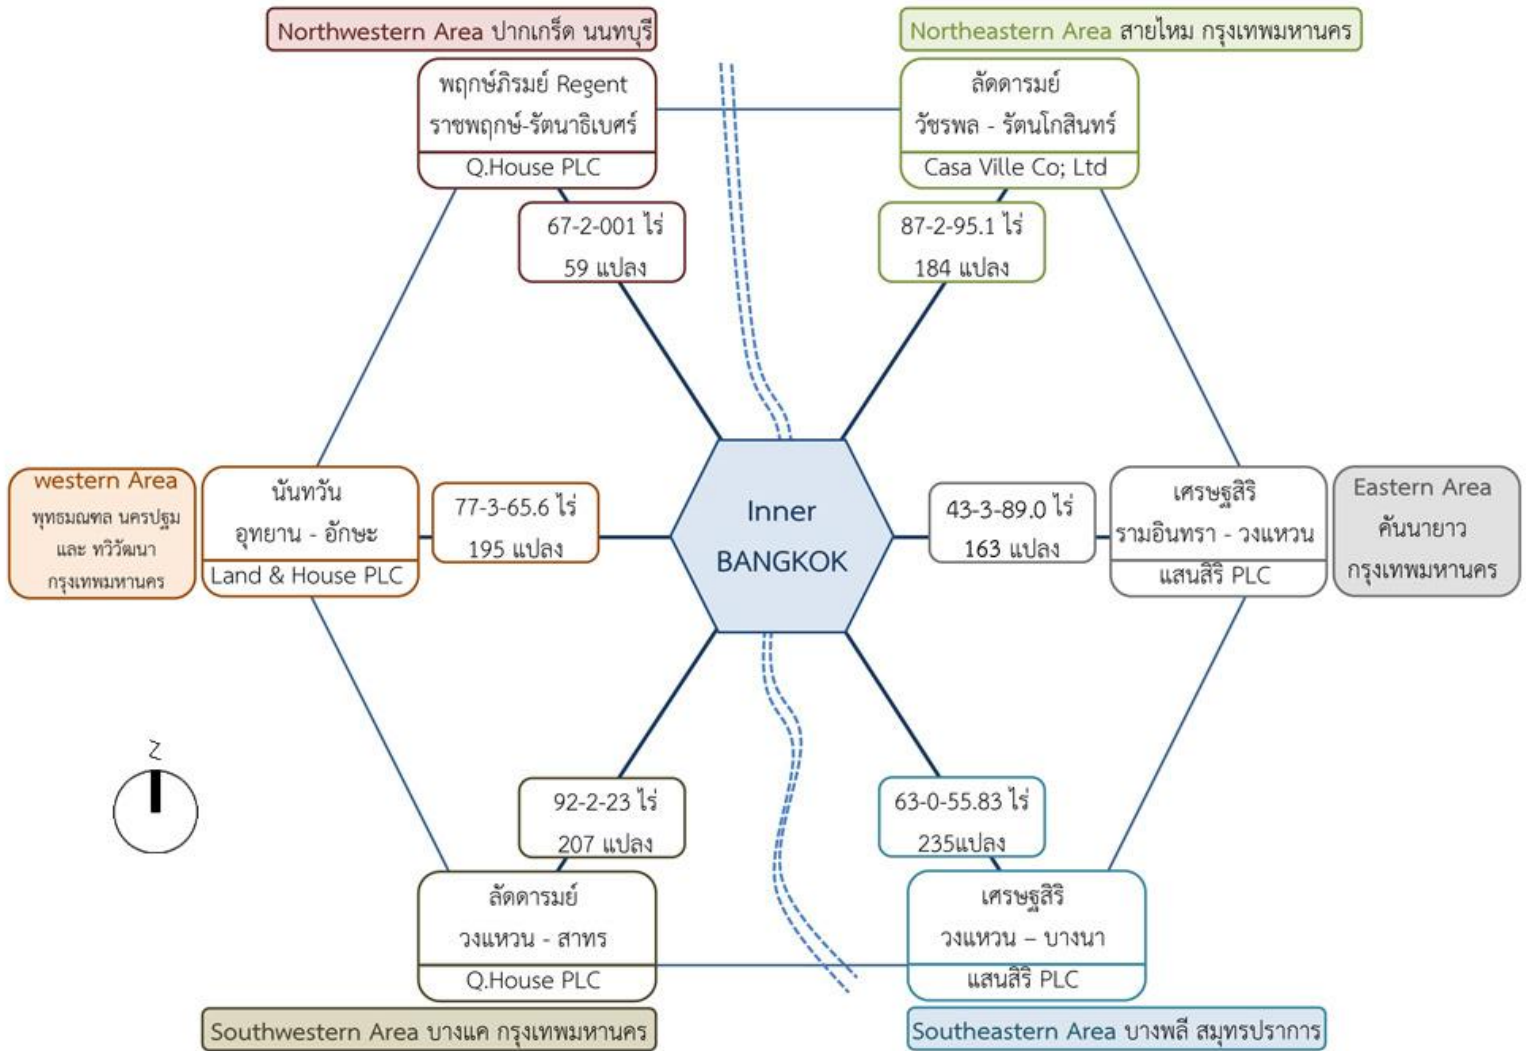 Northwestern Area ปากเกร็ด นนทบุรี
Northeastern Area สายไหม กรุงเทพมหานคร
พฤกษ์ภิรมย์ Regent
ราชพฤกษ์-รัตนาธิเบศร์
Q.House PLC
ลัดดารมย์
วัชรพล - รัตนโกสินทร์
Casa Ville Co; Ltd
67-2-001 ไร่
59 แปลง
87-2-95.1 ไร่
184 แปลง
western Area
พุทธมณฑล นครปฐม
และ ทวีวัฒนา
กรุงเทพมหานคร
นันทวัน
อุทยาน - อักษะ
Land & House PLC
77-3-65.6 ไร่
195 แปลง
Inner
BANGKOK
43-3-89.0 ไร่
163 แปลง
เศรษฐสิริ
รามอินทรา - วงแหวน
แสนสิริ PLC
Eastern Area
คันนายาว
กรุงเทพมหานคร
N
92-2-23 ไร่
207 แปลง
63-0-55.83 ไร่
235แปลง
ลัดดารมย์
วงแหวน - สาทร
Q.House PLC
เศรษฐสิริ
วงแหวน – บางนา
แสนสิริ PLC
Southwestern Area บางแค กรุงเทพมหานคร
Southeastern Area บางพลี สมุทรปราการ